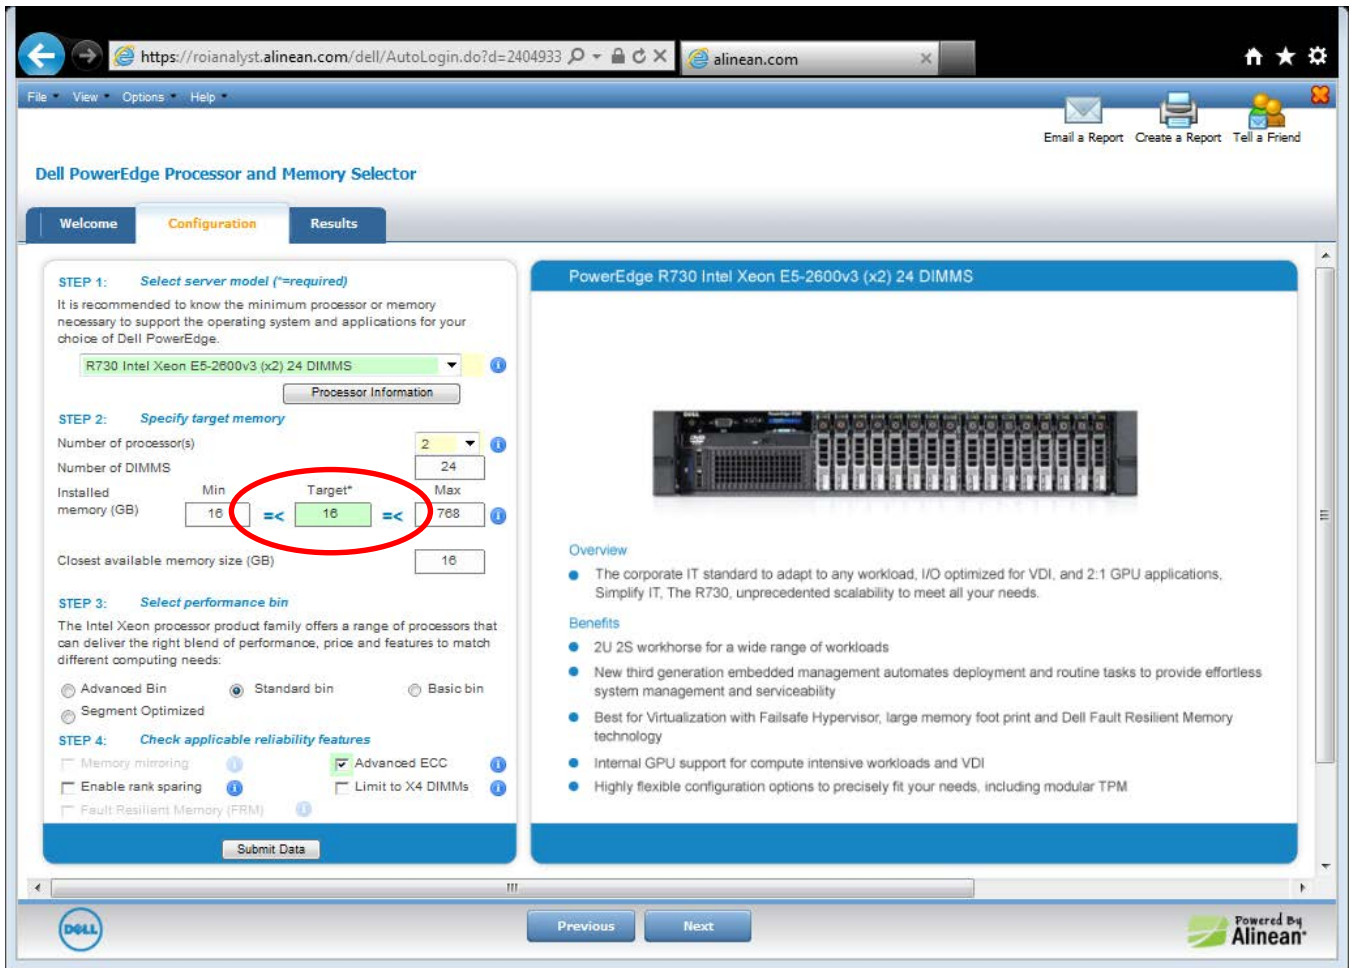 https://roianalyst.alinean.com/dell/AutoLogin.do?d=2404933
alinean.com
File View Options Help
Email a Report Create a Report Tell a Friend
Dell PowerEdge Processor and Memory Selector
Welcome Configuration Results
STEP 1: Select server model (*=required)
It is recommended to know the minimum processor or memory
necessary to support the operating system and applications for your
choice of Dell PowerEdge.
R730 Intel Xeon E5-2600v3 (x2) 24 DIMMS
Processor Information
STEP 2: Specify target memory
Number of processor(s) 2
Number of DIMMS 24
Installed Min Target* Max
memory (GB) 16 =< 16 =< 768
Closest available memory size (GB) 16
STEP 3: Select performance bin
The Intel Xeon processor product family offers a range of processors that
can deliver the right blend of performance, price and features to match
different computing needs:
Advanced Bin Standard bin Basic bin
Segment Optimized
STEP 4: Check applicable reliability features
Memory mirroring Advanced ECC
Enable rank sparing Limit to X4 DIMMs
Fault Resilient Memory (FRM)
Submit Data
PowerEdge R730 Intel Xeon E5-2600v3 (x2) 24 DIMMS
Overview
The corporate IT standard to adapt to any workload, I/O optimized for VDI, and 2:1 GPU applications,
Simplify IT, The R730, unprecedented scalability to meet all your needs.
Benefits
2U 2S workhorse for a wide range of workloads
New third generation embedded management automates deployment and routine tasks to provide effortless
system management and serviceability
Best for Virtualization with Failsafe Hypervisor, large memory foot print and Dell Fault Resilient Memory
technology
Internal GPU support for compute intensive workloads and VDI
Highly flexible configuration options to precisely fit your needs, including modular TPM
DELL
Previous Next
Powered By
Alinean